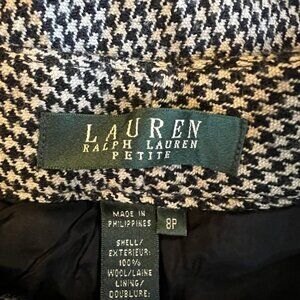 LAUREN
RALPH LAUREN
PETITE
MADE IN
PHILIPPINES
8P
SHELL/
EXTERIEUR:
100%
WOOL/LAINE
LINING/
DOUBLURE: